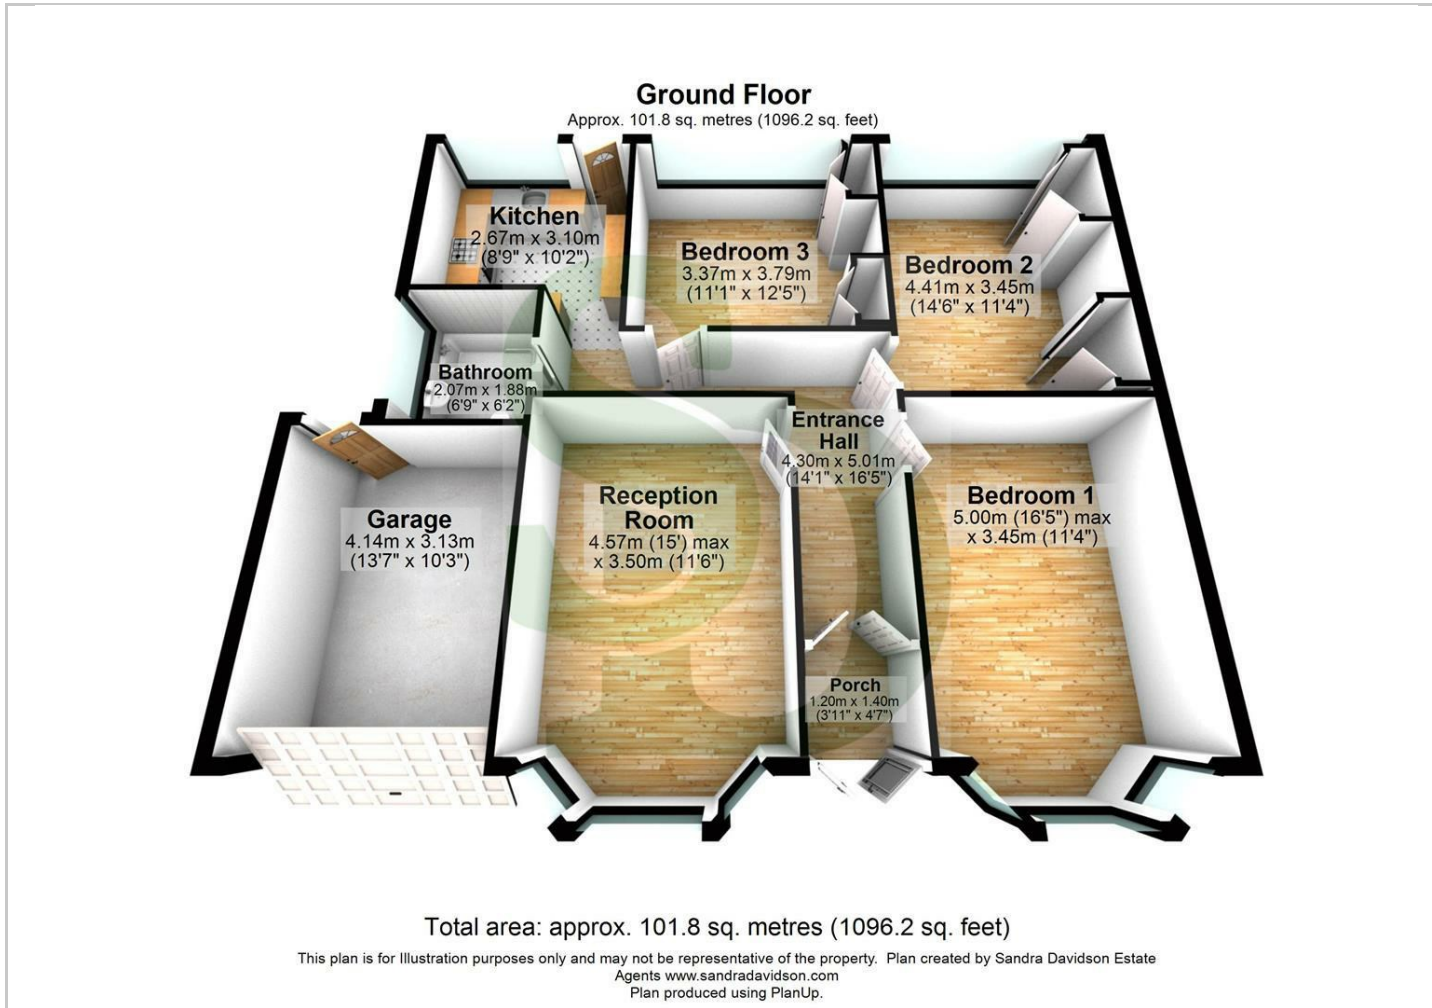 Ground Floor
Approx. 101.8 sq. metres (1096.2 sq. feet)
Kitchen
2.67m x 3.10m
(8'9" x 10'2")
Bedroom 3
3.37m x 3.79m
(11'1" x 12'5")
Bedroom 2
4.41m x 3.45m
(14'6" x 11'4")
Bathroom
2.07m x 1.88m
(6'9" x 6'2")
Entrance
Hall
4.30m x 5.01m
(14'1" x 16'5")
Garage
4.14m x 3.13m
(13'7" x 10'3")
Reception
Room
4.57m (15') max
x 3.50m (11'6")
Bedroom 1
5.00m (16'5") max
x 3.45m (11'4")
Porch
1.20m x 1.40m
(3'11" x 4'7")
Total area: approx. 101.8 sq. metres (1096.2 sq. feet)
This plan is for Illustration purposes only and may not be representative of the property. Plan created by Sandra Davidson Estate
Agents www.sandradavidson.com
Plan produced using PlanUp.